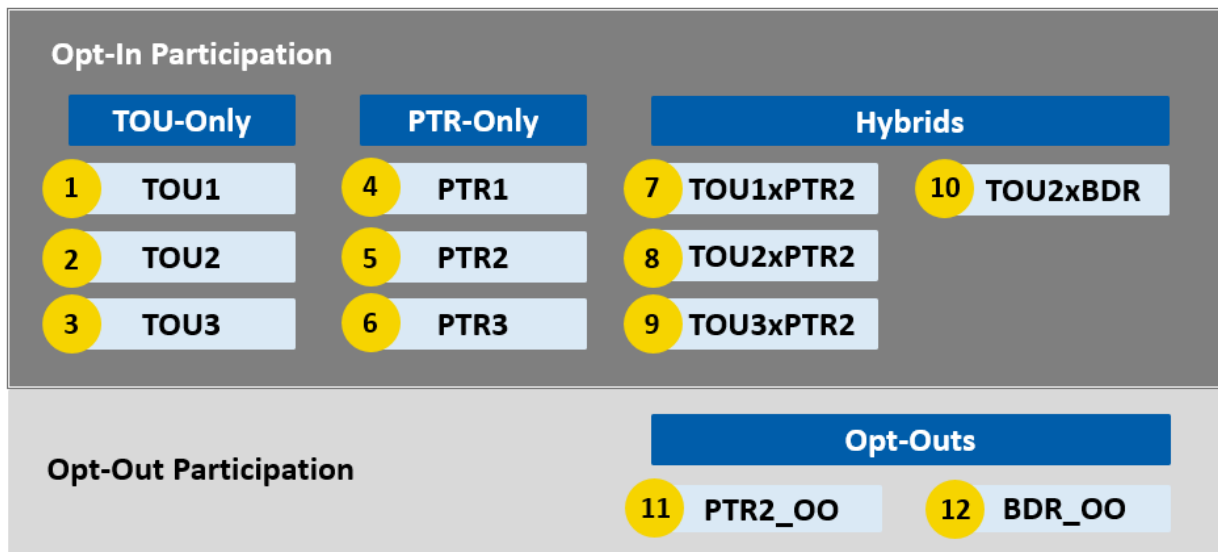 Opt-In Participation
TOU-Only
PTR-Only
Hybrids
1 TOU1
4 PTR1
7 TOU1xPTR2
10 TOU2xBDR
2 TOU2
5 PTR2
8 TOU2xPTR2
3 TOU3
6 PTR3
9 TOU3xPTR2
Opt-Outs
Opt-Out Participation
11 PTR2_OO
12 BDR_OO